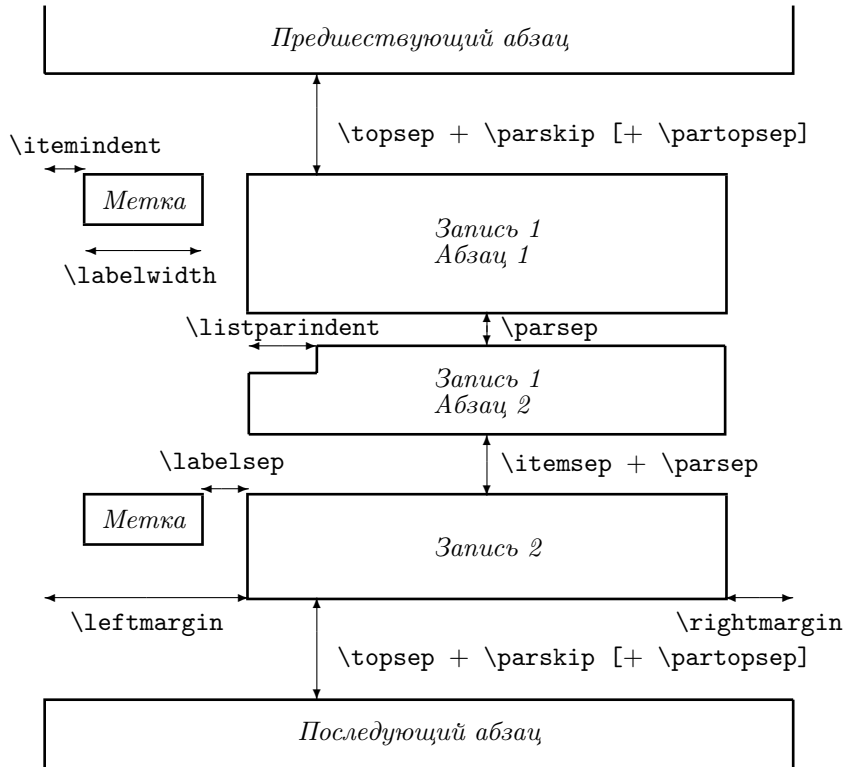 Предшествующий абзац
\topsep + \parskip [+ \partopsep]
\itemindent
Метка
Запись 1
Абзац 1
\labelwidth
\listparindent
\parsep
Запись 1
Абзац 2
\labelsep
\itemsep + \parsep
Метка
Запись 2
\leftmargin
\rightmargin
\topsep + \parskip [+ \partopsep]
Последующий абзац